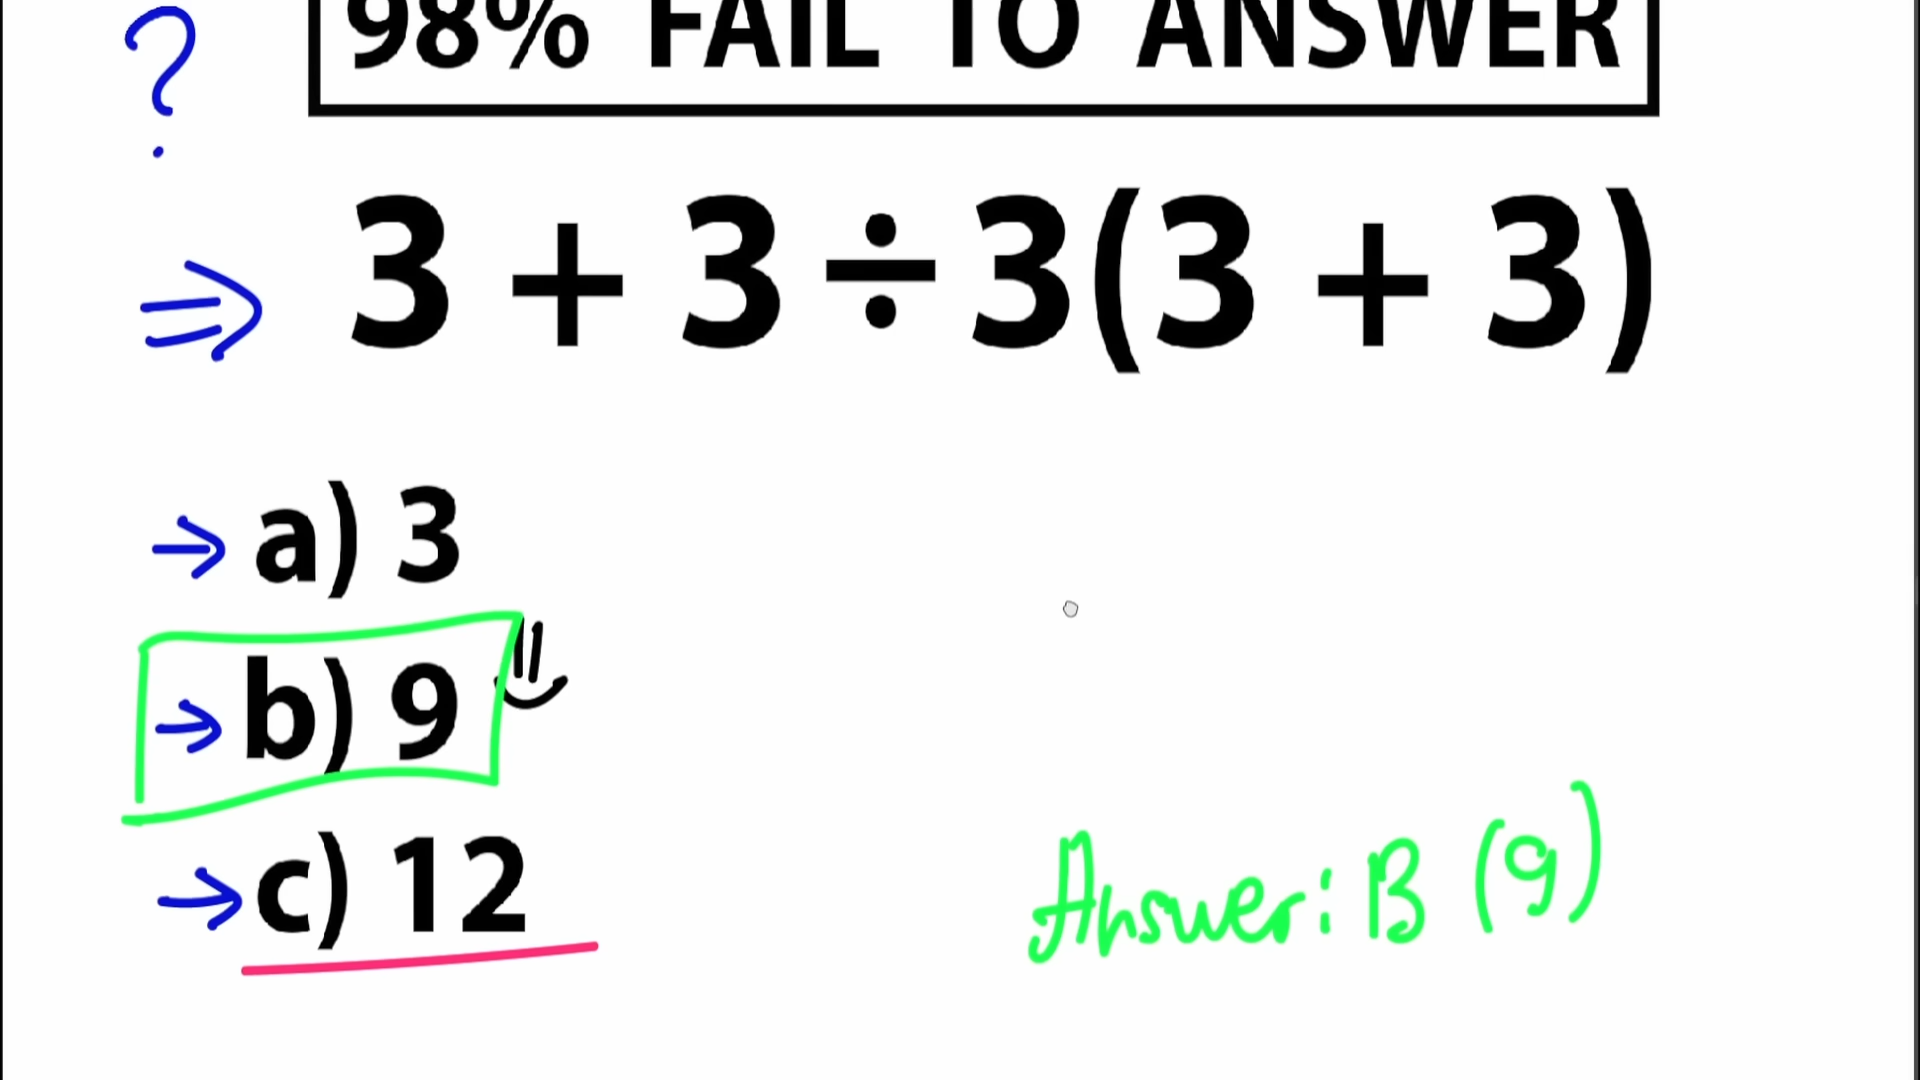 ?
98% FAIL TO ANSWER
⇒ 3 + 3 ÷ 3(3 + 3)
→ a) 3
→ b) 9
→ c) 12
Answer: B (9)